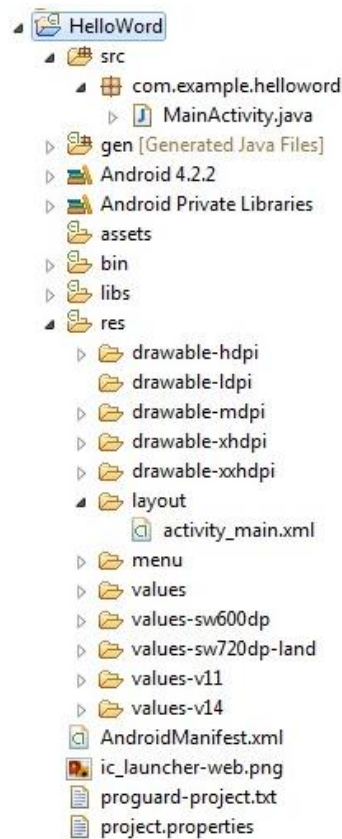 HelloWord
src
com.example.helloword
MainActivity.java
gen [Generated Java Files]
Android 4.2.2
Android Private Libraries
assets
bin
libs
res
drawable-hdpi
drawable-ldpi
drawable-mdpi
drawable-xhdpi
drawable-xxhdpi
layout
activity_main.xml
menu
values
values-sw600dp
values-sw720dp-land
values-v11
values-v14
AndroidManifest.xml
ic_launcher-web.png
proguard-project.txt
project.properties